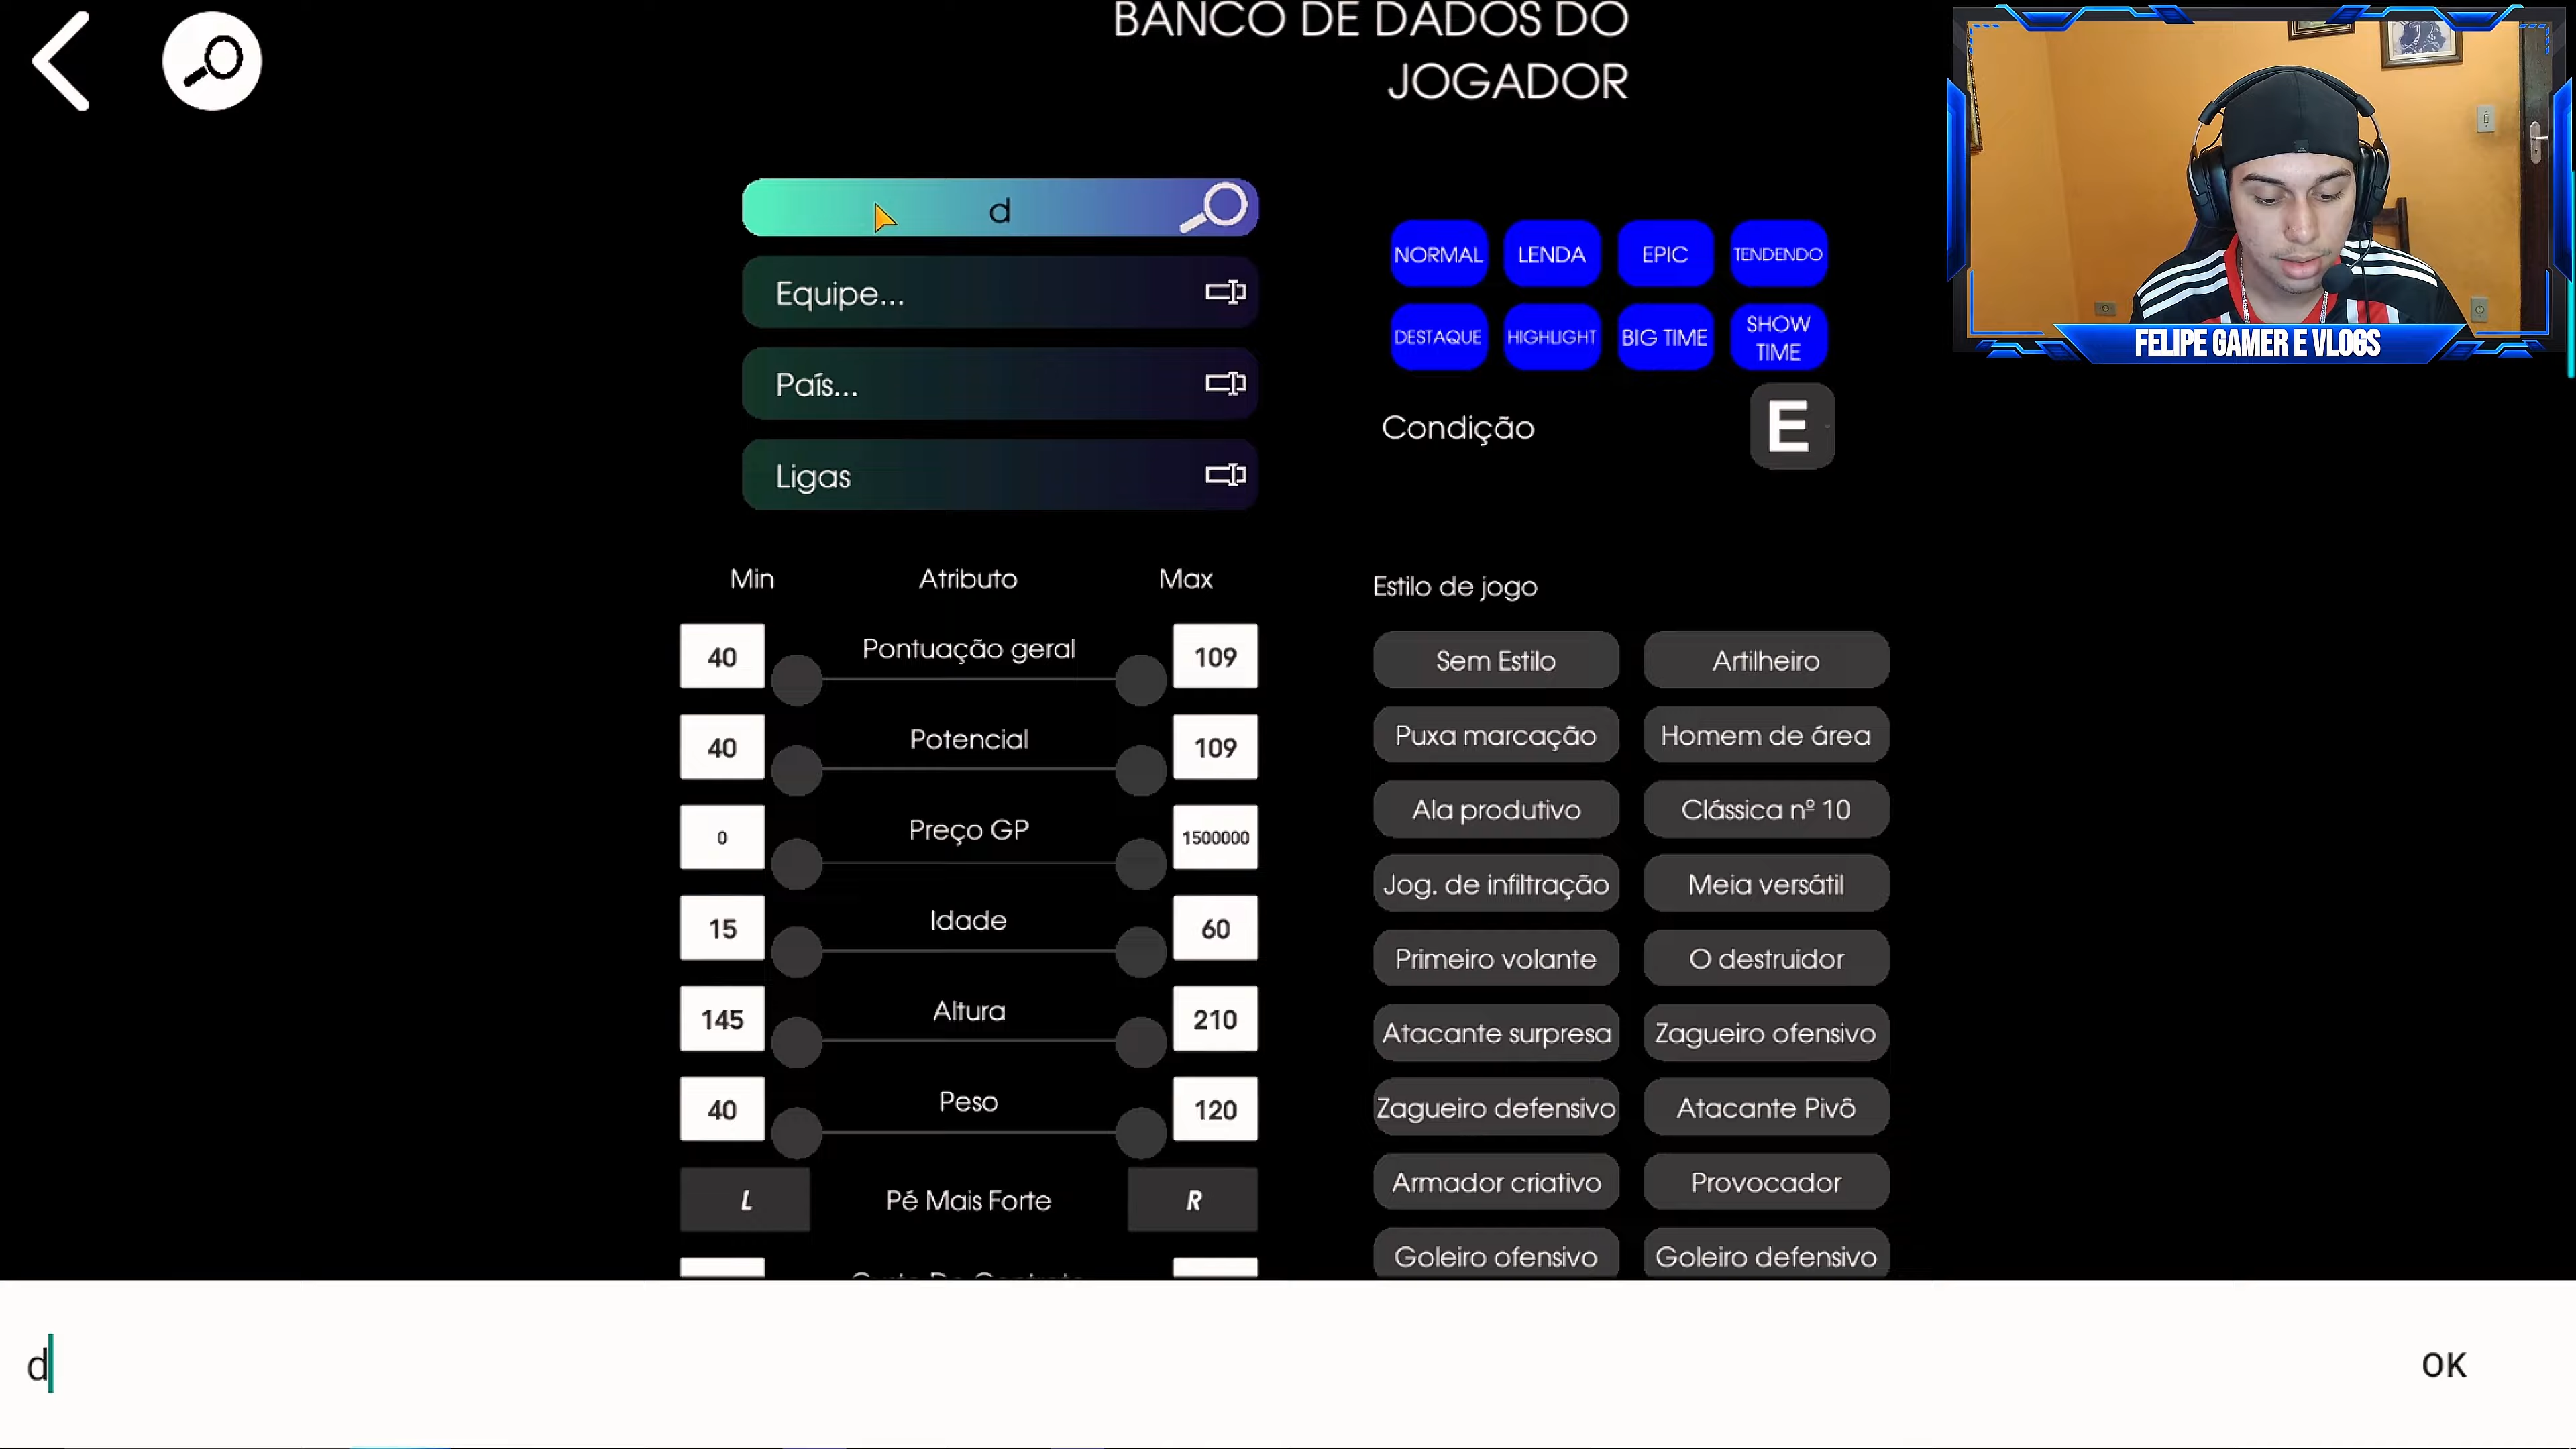 BANCO DE DADOS DO
JOGADOR
d
Equipe...
País...
Ligas
NORMAL LENDA EPIC TENDENDO
DESTAQUE HIGHLIGHT BIG TIME SHOW TIME
Condição E
FELIPE GAMER E VLOGS
Min Atributo Max
40 Pontuação geral 109
40 Potencial 109
0 Preço GP 1500000
15 Idade 60
145 Altura 210
40 Peso 120
L Pé Mais Forte R
Estilo de jogo
Sem Estilo Artilheiro
Puxa marcação Homem de área
Ala produtivo Clássica nº 10
Jog. de infiltração Meia versátil
Primeiro volante O destruidor
Atacante surpresa Zagueiro ofensivo
Zagueiro defensivo Atacante Pivô
Armador criativo Provocador
Goleiro ofensivo Goleiro defensivo
d OK